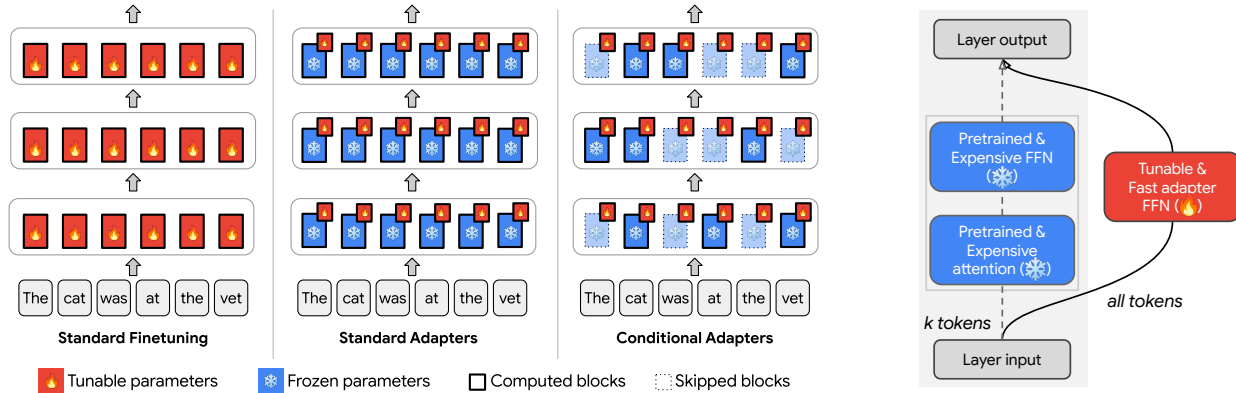 The cat was at the vet
Standard Finetuning
The cat was at the vet
Standard Adapters
The cat was at the vet
Conditional Adapters
Tunable parameters
Frozen parameters
Computed blocks
Skipped blocks
Layer output
Pretrained &
Expensive FFN
(❄️)
Tunable &
Fast adapter
FFN (🔥)
Pretrained &
Expensive
attention (❄️)
all tokens
k tokens
Layer input